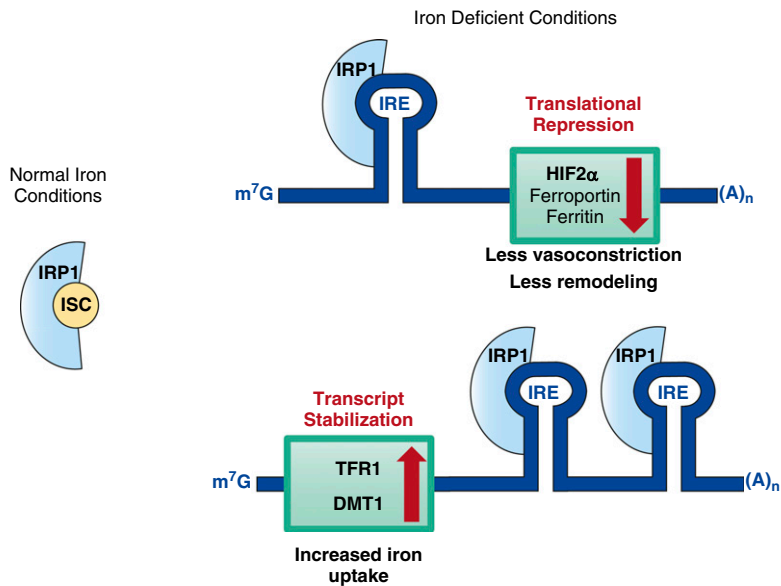 Iron Deficient Conditions
IRP1
IRE
Translational
Repression
m⁷G
HIF2α
Ferroportin
Ferritin
(A)ₙ
Less vasoconstriction
Less remodeling
Normal Iron
Conditions
IRP1
ISC
IRP1
IRE
IRP1
IRE
Transcript
Stabilization
m⁷G
TFR1
DMT1
(A)ₙ
Increased iron
uptake